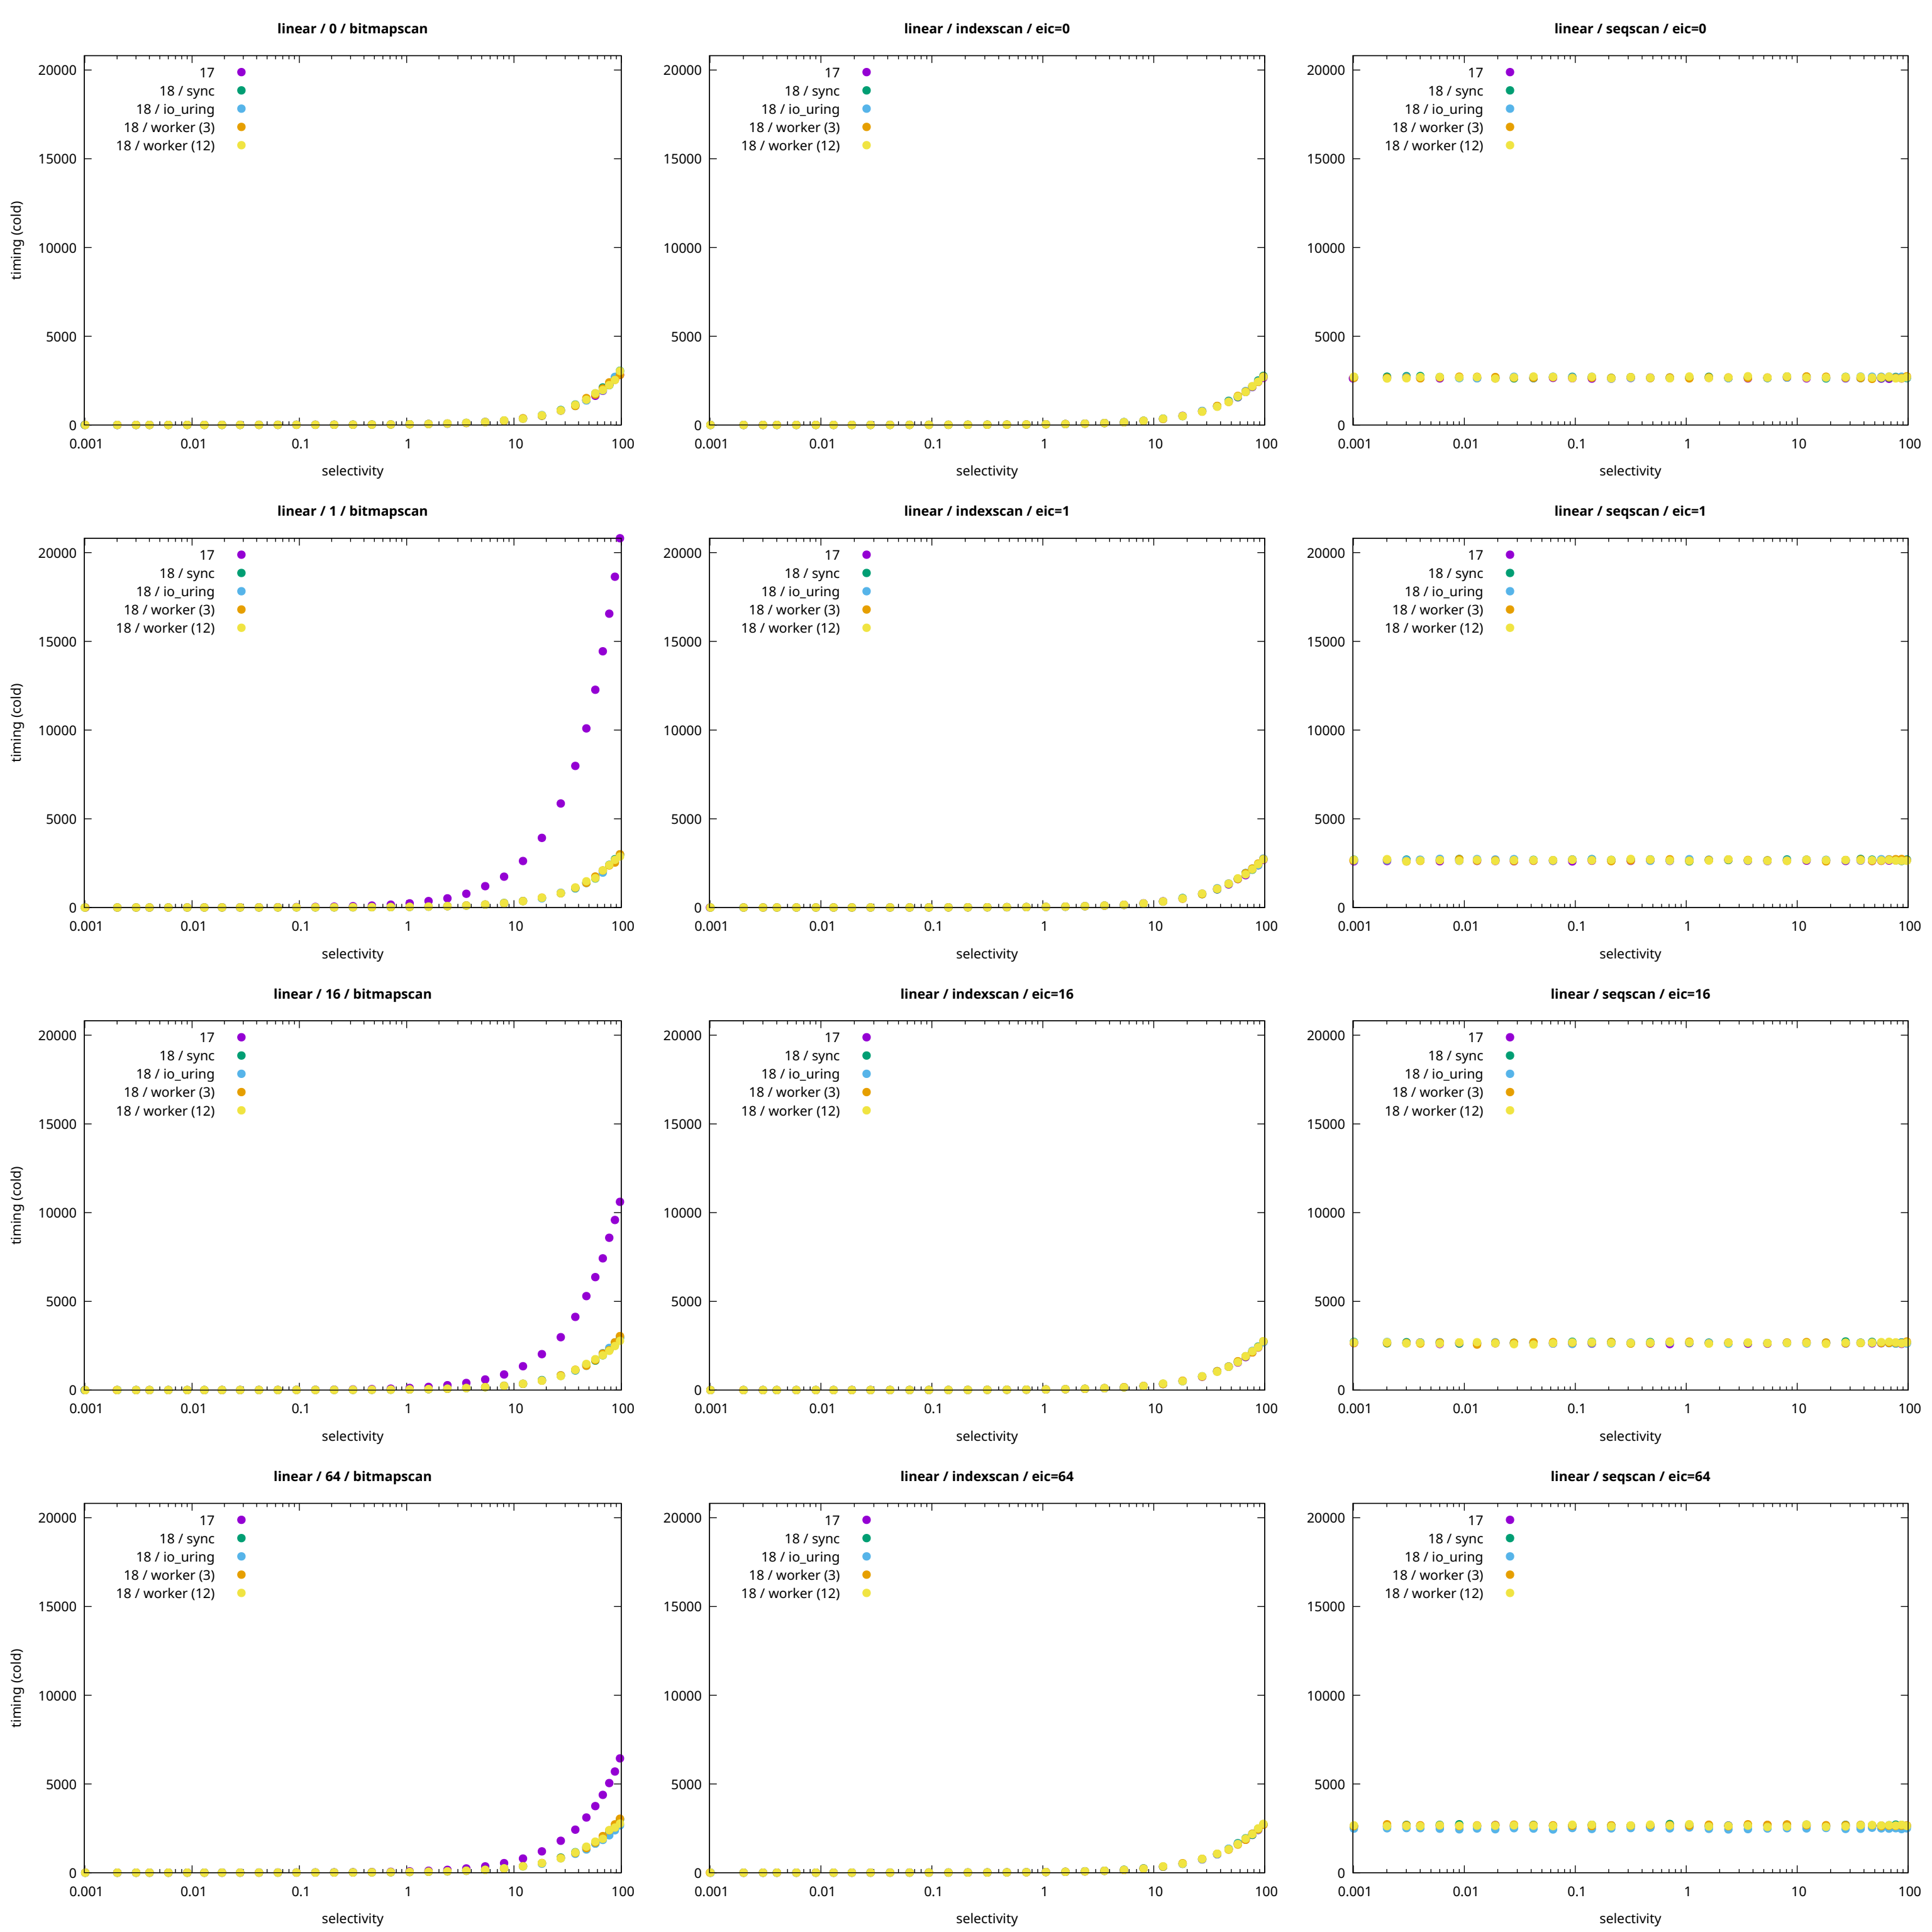 linear / 0 / bitmapscan
20000
15000
10000
5000
0
timing (cold)
17
18 / sync
18 / io_uring
18 / worker (3)
18 / worker (12)
0.001 0.01 0.1 1 10 100
selectivity
linear / indexscan / eic=0
20000
15000
10000
5000
0
17
18 / sync
18 / io_uring
18 / worker (3)
18 / worker (12)
0.001 0.01 0.1 1 10 100
selectivity
linear / seqscan / eic=0
20000
15000
10000
5000
0
17
18 / sync
18 / io_uring
18 / worker (3)
18 / worker (12)
0.001 0.01 0.1 1 10 100
selectivity
linear / 1 / bitmapscan
20000
15000
10000
5000
0
timing (cold)
17
18 / sync
18 / io_uring
18 / worker (3)
18 / worker (12)
0.001 0.01 0.1 1 10 100
selectivity
linear / indexscan / eic=1
20000
15000
10000
5000
0
17
18 / sync
18 / io_uring
18 / worker (3)
18 / worker (12)
0.001 0.01 0.1 1 10 100
selectivity
linear / seqscan / eic=1
20000
15000
10000
5000
0
17
18 / sync
18 / io_uring
18 / worker (3)
18 / worker (12)
0.001 0.01 0.1 1 10 100
selectivity
linear / 16 / bitmapscan
20000
15000
10000
5000
0
timing (cold)
17
18 / sync
18 / io_uring
18 / worker (3)
18 / worker (12)
0.001 0.01 0.1 1 10 100
selectivity
linear / indexscan / eic=16
20000
15000
10000
5000
0
17
18 / sync
18 / io_uring
18 / worker (3)
18 / worker (12)
0.001 0.01 0.1 1 10 100
selectivity
linear / seqscan / eic=16
20000
15000
10000
5000
0
17
18 / sync
18 / io_uring
18 / worker (3)
18 / worker (12)
0.001 0.01 0.1 1 10 100
selectivity
linear / 64 / bitmapscan
20000
15000
10000
5000
0
timing (cold)
17
18 / sync
18 / io_uring
18 / worker (3)
18 / worker (12)
0.001 0.01 0.1 1 10 100
selectivity
linear / indexscan / eic=64
20000
15000
10000
5000
0
17
18 / sync
18 / io_uring
18 / worker (3)
18 / worker (12)
0.001 0.01 0.1 1 10 100
selectivity
linear / seqscan / eic=64
20000
15000
10000
5000
0
17
18 / sync
18 / io_uring
18 / worker (3)
18 / worker (12)
0.001 0.01 0.1 1 10 100
selectivity